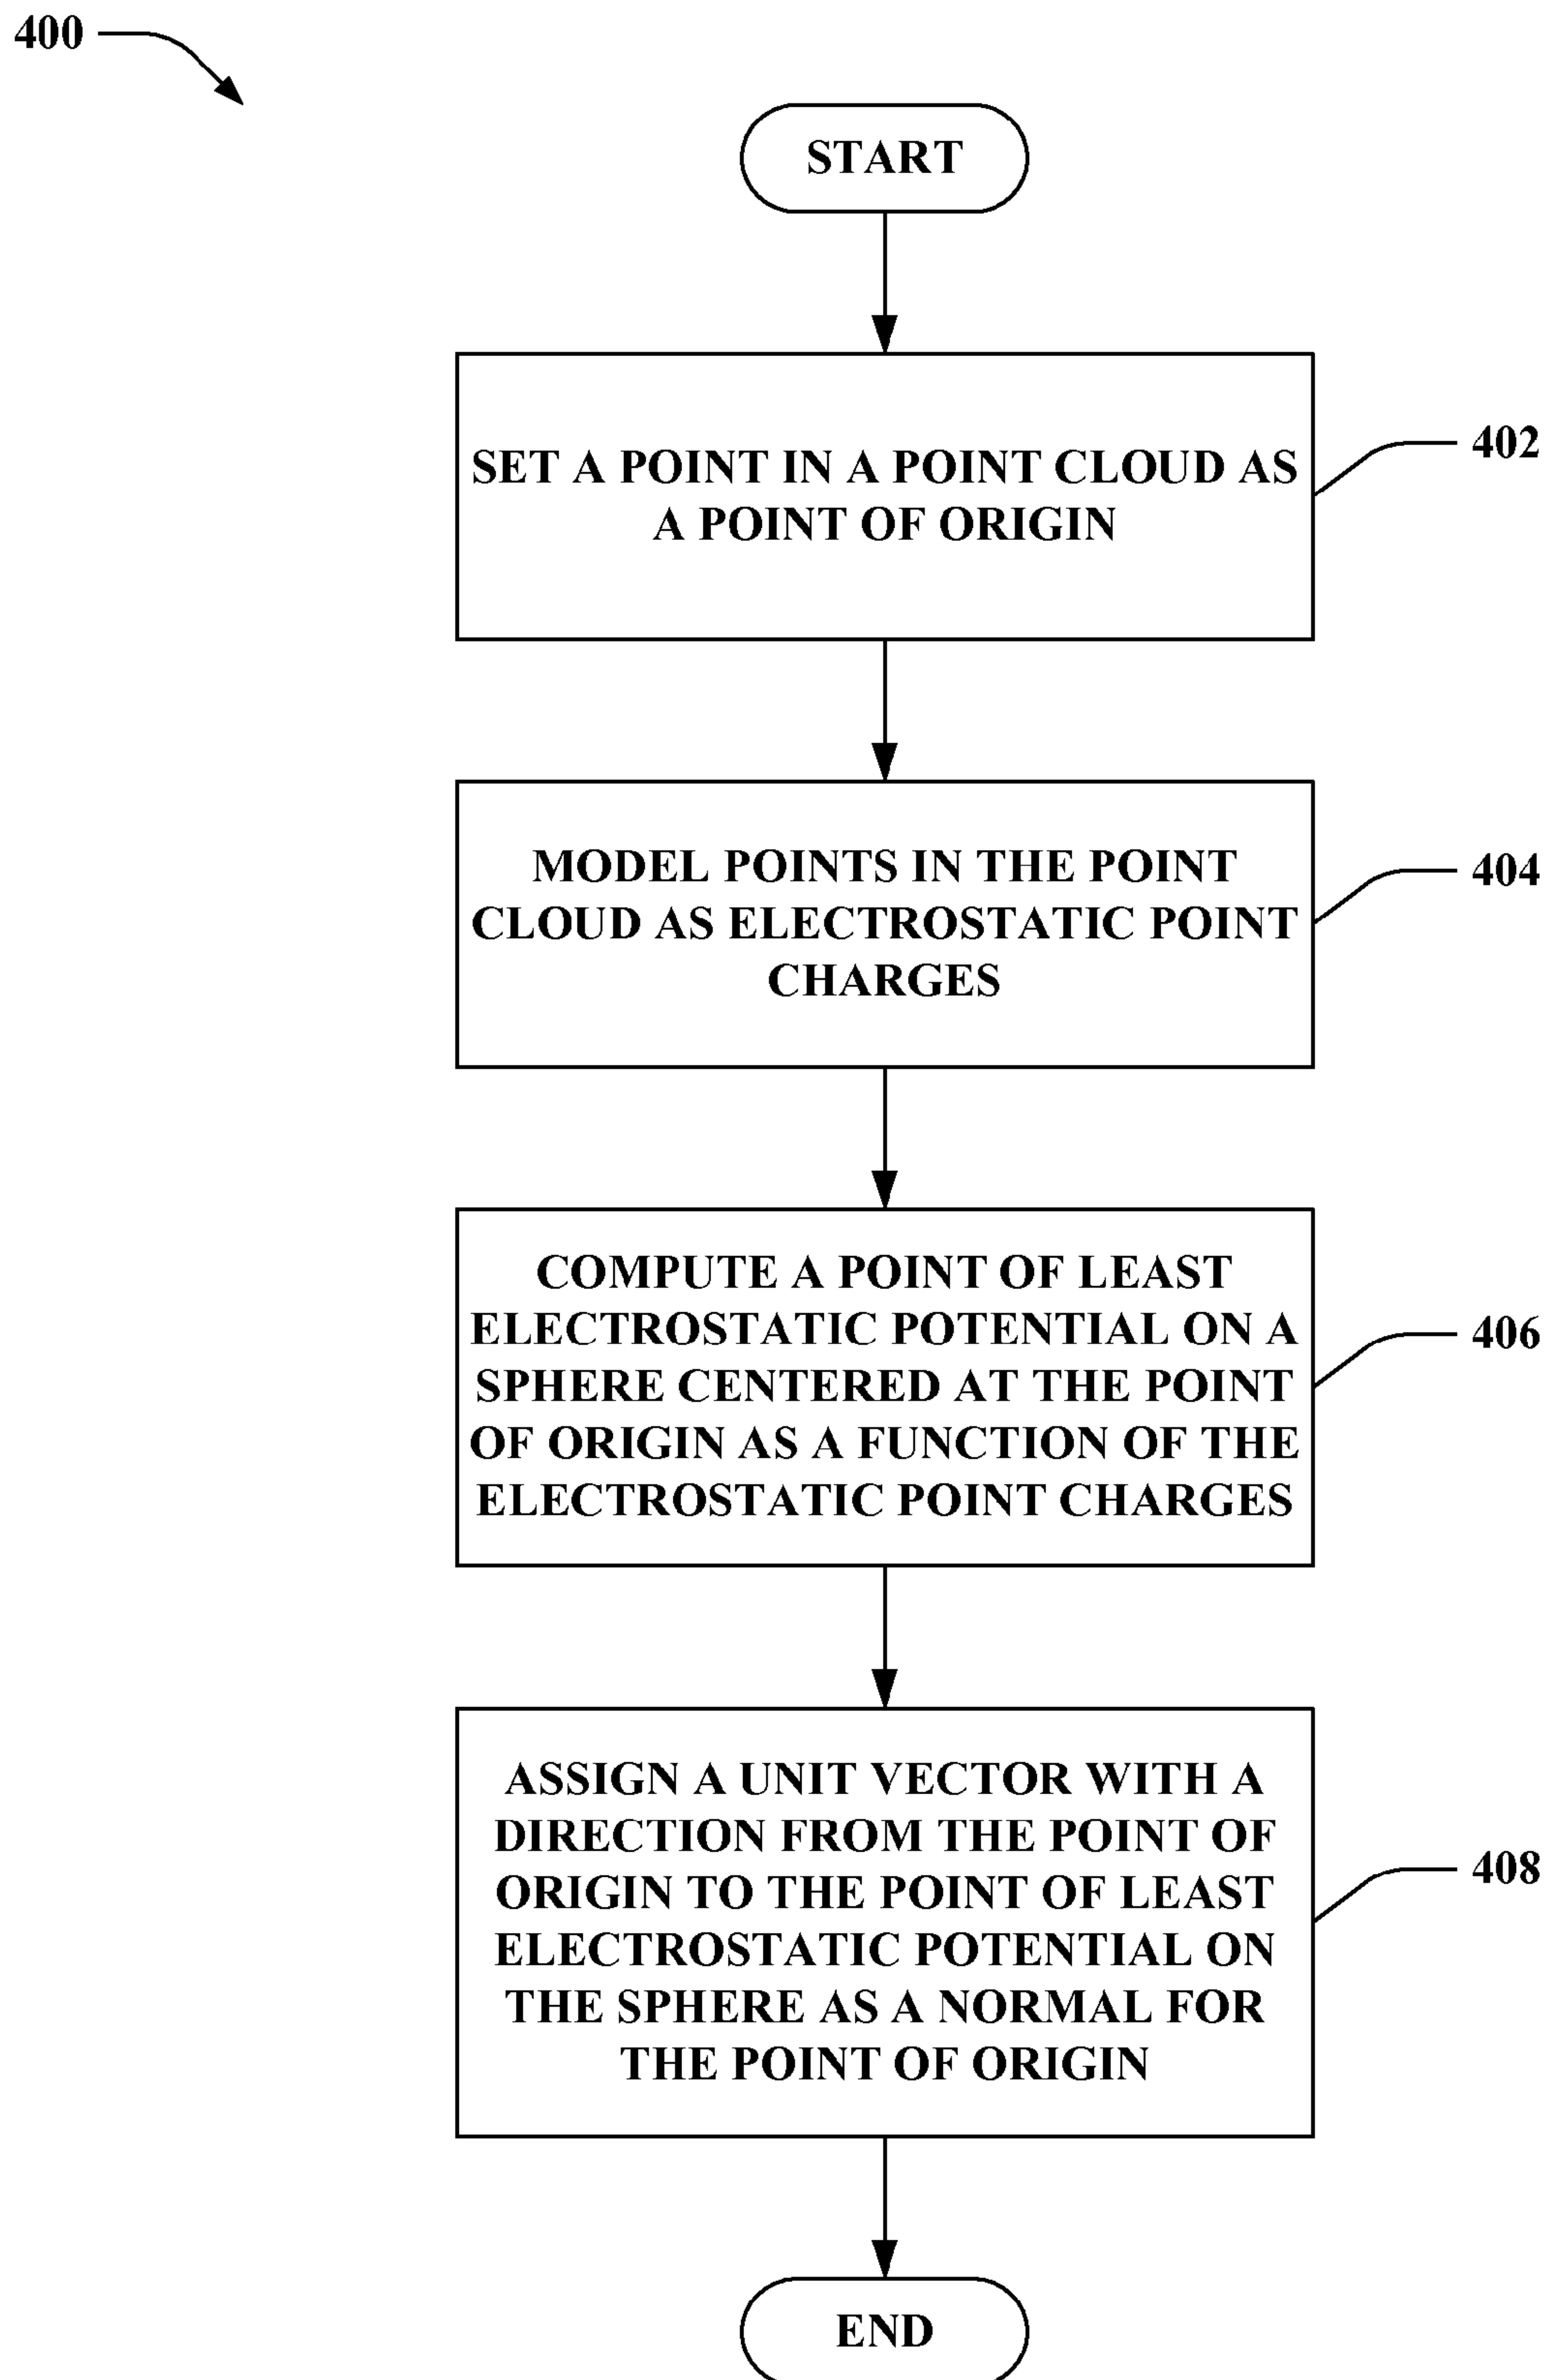 400
START
SET A POINT IN A POINT CLOUD AS
A POINT OF ORIGIN
402
MODEL POINTS IN THE POINT
CLOUD AS ELECTROSTATIC POINT
CHARGES
404
COMPUTE A POINT OF LEAST
ELECTROSTATIC POTENTIAL ON A
SPHERE CENTERED AT THE POINT
OF ORIGIN AS A FUNCTION OF THE
ELECTROSTATIC POINT CHARGES
406
ASSIGN A UNIT VECTOR WITH A
DIRECTION FROM THE POINT OF
ORIGIN TO THE POINT OF LEAST
ELECTROSTATIC POTENTIAL ON
THE SPHERE AS A NORMAL FOR
THE POINT OF ORIGIN
408
END